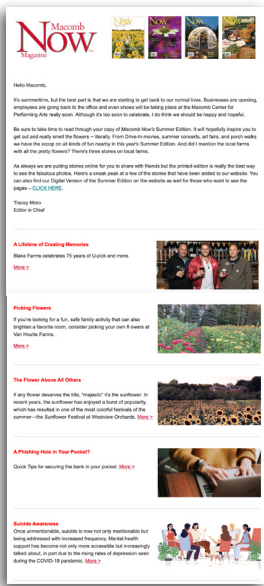 Macomb
NOW
Magazine
Hello Macomb,
It's summertime, but the best part is that we are starting to get back to our normal lives. Businesses are opening,
employees are going back to the office and even shows will be taking place at the Macomb Center for
Performing Arts really soon. Although it's too soon to celebrate, I do think we should be happy and hopeful.
Be sure to take time to read through your copy of Macomb Now's Summer Edition. It will hopefully inspire you to
get out and really smell the flowers – literally. From Drive-In movies, summer concerts, art fairs, and porch walks
we have the scoop on all kinds of fun nearby in this year's Summer Edition. And did I mention the local farms
with all the pretty flowers? There's three stories on local farms.
As always we are putting stories online for you to share with friends but the printed edition is really the best way
to see the fabulous photos. Here's a sneak peak at a few of the stories that have been added to our website. You
can also find our Digital Version of the Summer Edition on the website as well for those who want to see the
pages – CLICK HERE.
Tracey Moro
Editor in Chief
A Lifetime of Creating Memories
Blake Farms celebrates 75 years of U-pick and more.
More >
Picking Flowers
If you're looking for a fun, safe family activity that can also
brighten a favorite room, consider picking your own fl owers at
Van Houtte Farms.
More >
The Flower Above All Others
If any flower deserves the title, "majestic" it's the sunflower. In
recent years, the sunflower has enjoyed a burst of popularity,
which has resulted in one of the most colorful festivals of the
summer—the Sunflower Festival at Westview Orchards. More >
A Phishing Hole in Your Pocket?
Quick Tips for securing the bank in your pocket. More >
Suicide Awareness
Once unmentionable, suicide is now not only mentionable but
being addressed with increased frequency. Mental health
support has become not only more accessible but increasingly
talked about, in part due to the rising rates of depression seen
during the COVID-19 pandemic. More >